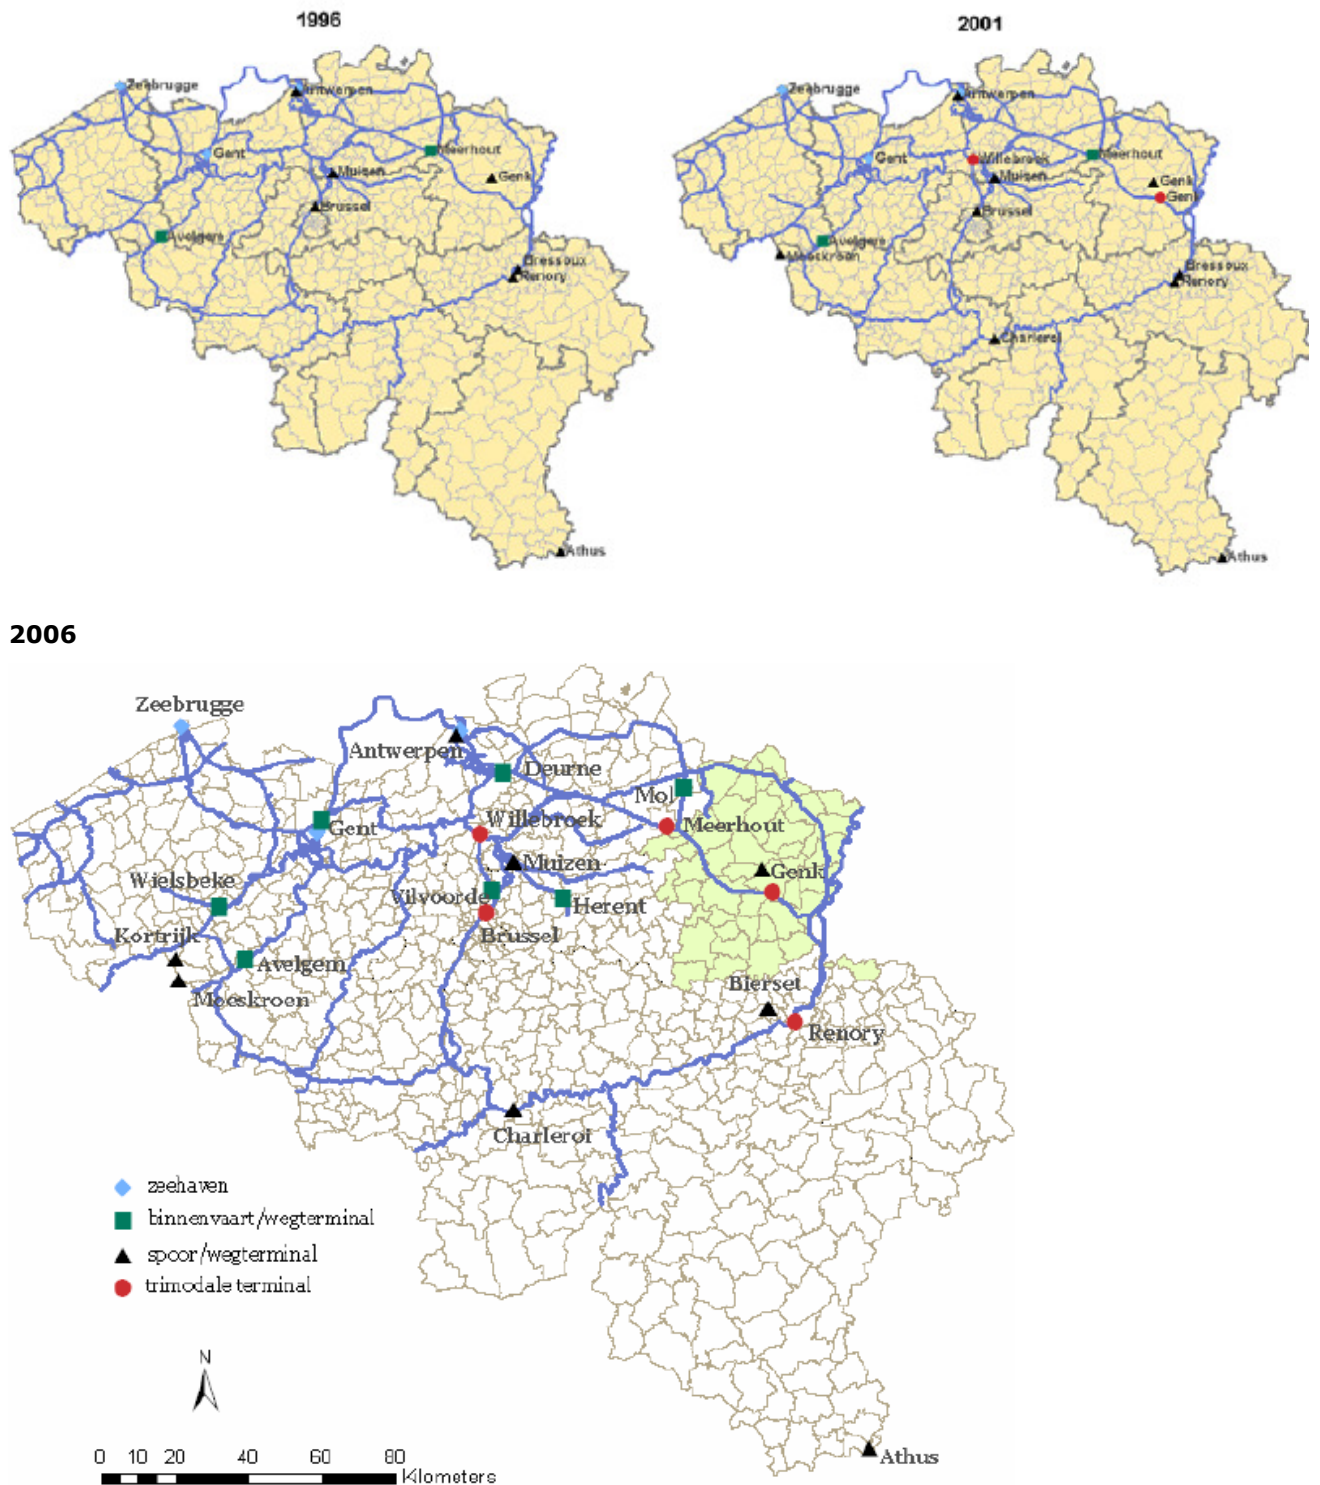 1996
Zeebrugge
Antwerpen
Gent
Meerhout
Muizen
Genk
Brussel
Avelgem
Bressoux
Renory
Athus
2001
Zeebrugge
Antwerpen
Gent
Willebroek
Meerhout
Muizen
Genk
Genk
Brussel
Avelgem
Moeskroen
Bressoux
Renory
Charleroi
Athus
2006
Zeebrugge
Antwerpen
Deurne
Mol
Gent
Willebroek
Meerhout
Muizen
Genk
Wielsbeke
Vilvoorde
Herent
Kortrijk
Brussel
Avelgem
Moeskroen
Bierset
Renory
Charleroi
zeehaven
binnenvaart/wegterminal
spoor/wegterminal
trimodale terminal
N
0 10 20 40 60 80
Kilometers
Athus